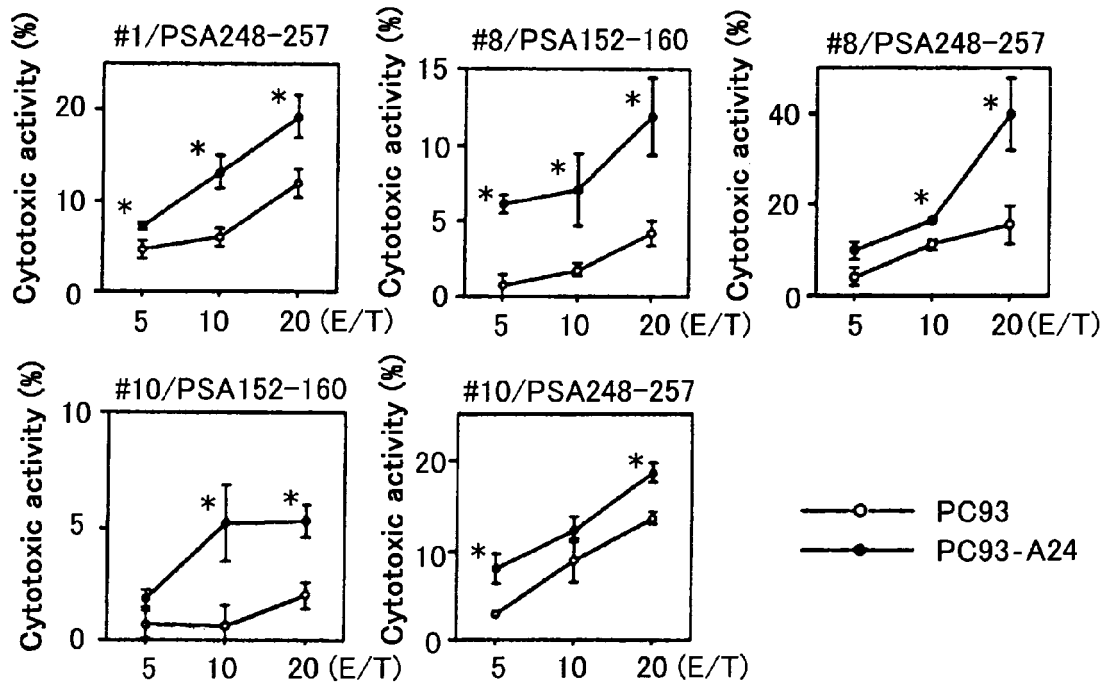 #1/PSA248-257
Cytotoxic activity (%)
20
10
0
5 10 20 (E/T)
*
*
*
#8/PSA152-160
Cytotoxic activity (%)
15
10
5
0
5 10 20 (E/T)
*
*
*
#8/PSA248-257
Cytotoxic activity (%)
40
20
0
5 10 20 (E/T)
*
*
#10/PSA152-160
Cytotoxic activity (%)
10
5
0
5 10 20 (E/T)
*
*
#10/PSA248-257
Cytotoxic activity (%)
20
10
0
5 10 20 (E/T)
*
*
PC93
PC93-A24